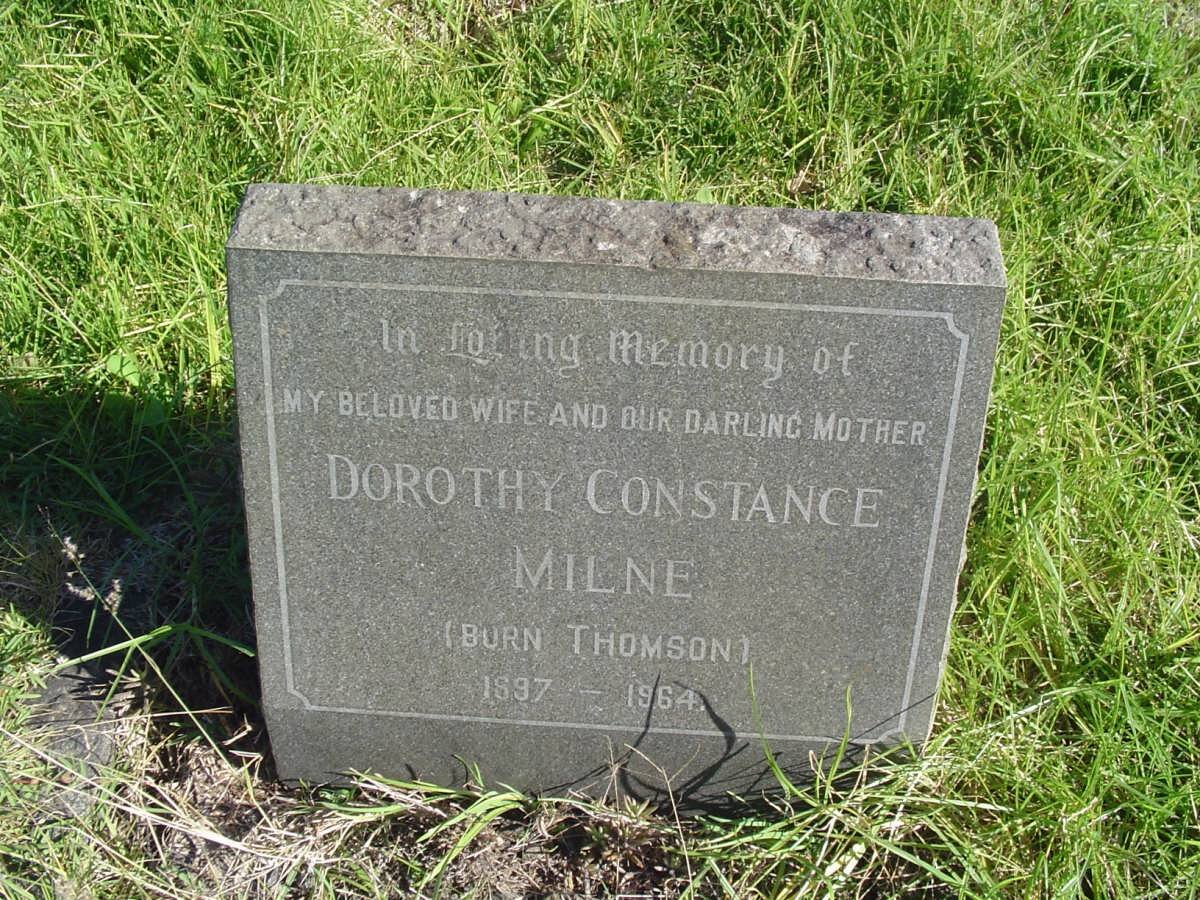 In Loving Memory of
MY BELOVED WIFE AND OUR DARLING MOTHER
DOROTHY CONSTANCE
MILNE
(BORN THOMSON)
1897 – 1964.